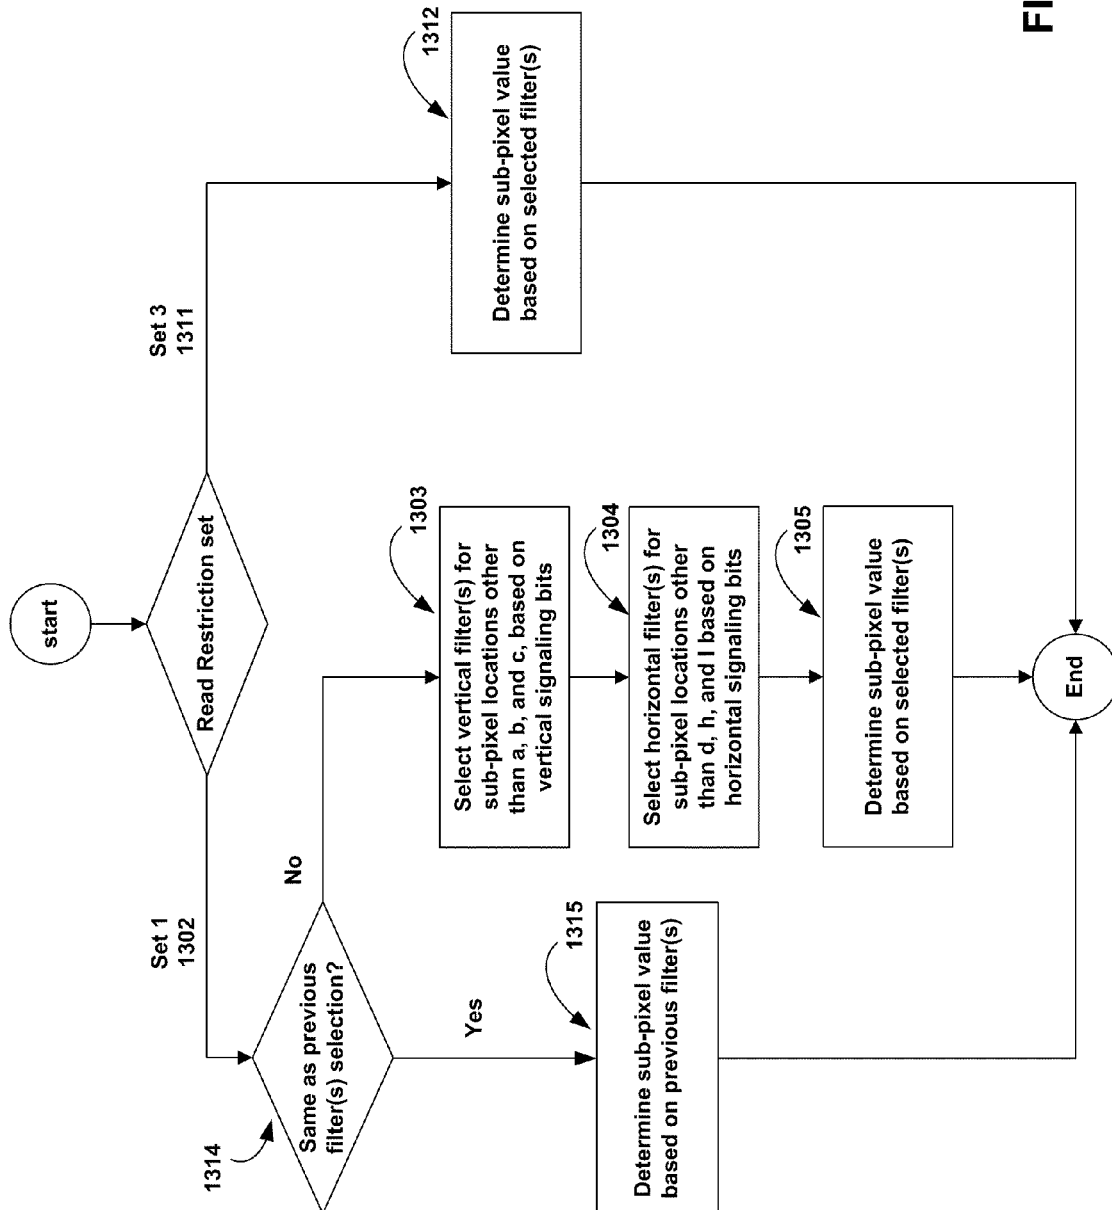 start
Read Restriction set
Set 1
1302
Set 3
1311
Same as previous
filter(s) selection?
1314
No
Yes
Select vertical filter(s) for
sub-pixel locations other
than a, b, and c, based on
vertical signaling bits
1303
Select horizontal filter(s) for
sub-pixel locations other
than d, h, and l based on
horizontal signaling bits
1304
Determine sub-pixel value
based on selected filter(s)
1305
Determine sub-pixel value
based on previous filter(s)
1315
Determine sub-pixel value
based on selected filter(s)
1312
End
FI